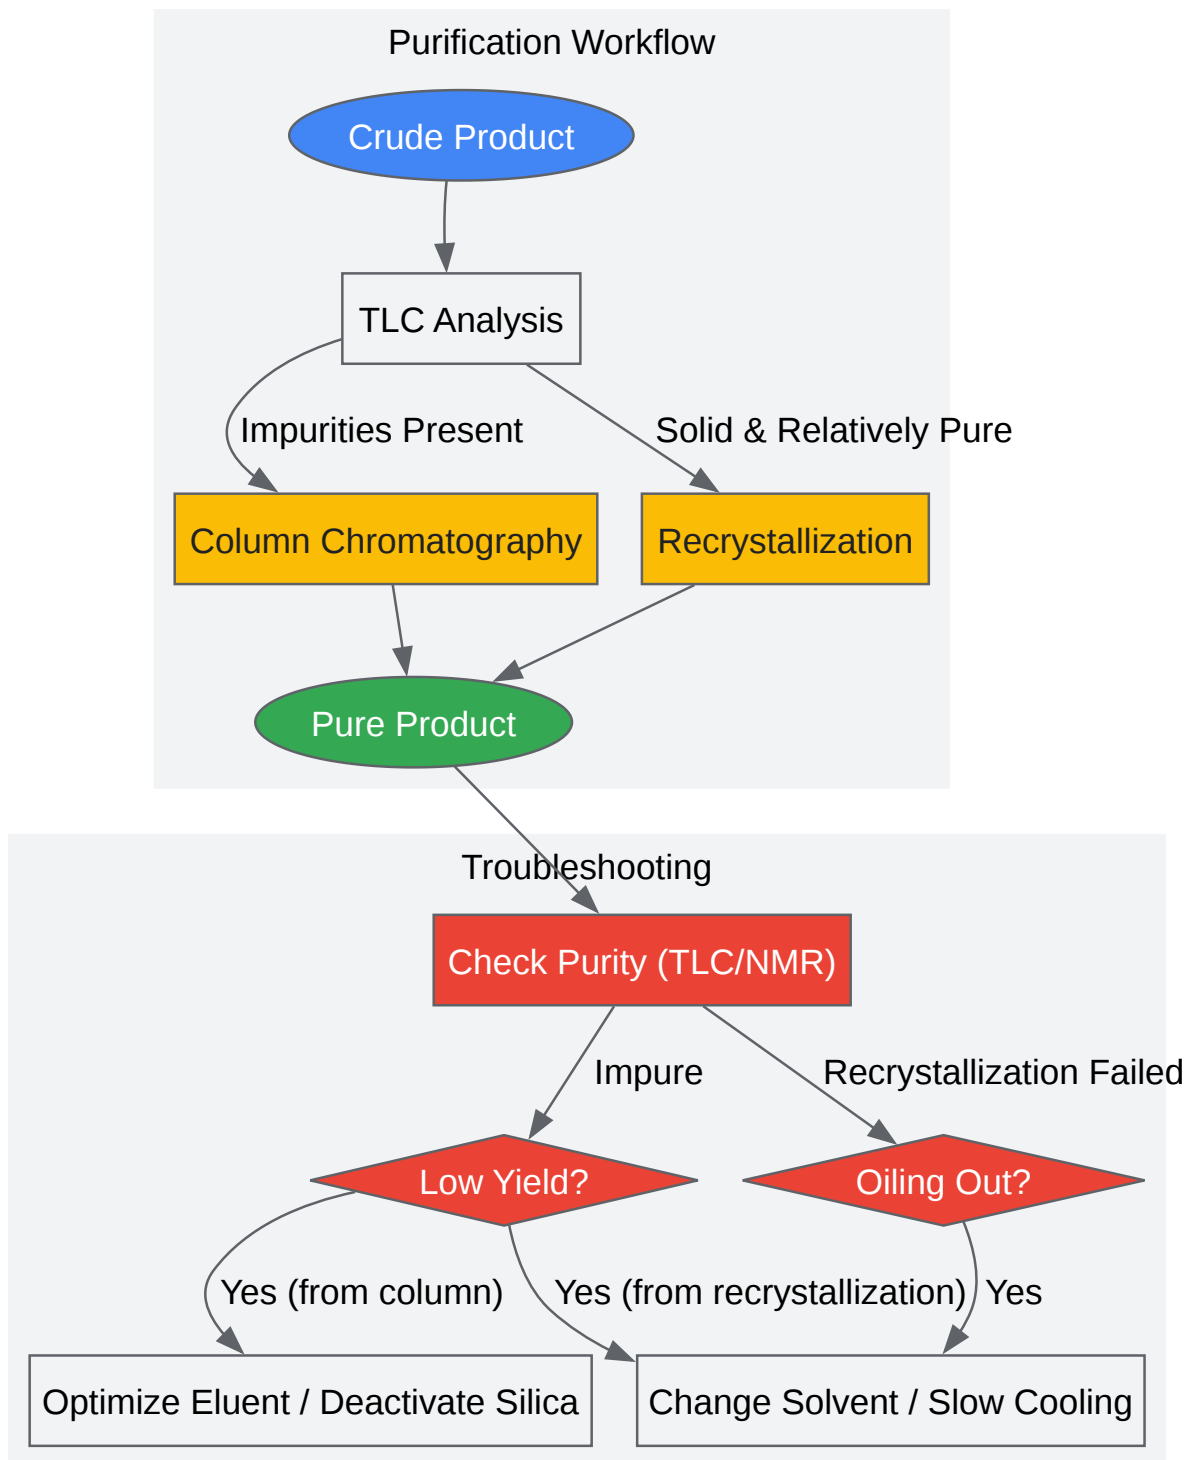 Purification Workflow
Crude Product
TLC Analysis
Impurities Present
Solid & Relatively Pure
Column Chromatography
Recrystallization
Pure Product
Troubleshooting
Check Purity (TLC/NMR)
Impure
Recrystallization Failed
Low Yield?
Oiling Out?
Yes (from column)
Yes (from recrystallization)
Yes
Optimize Eluent / Deactivate Silica
Change Solvent / Slow Cooling